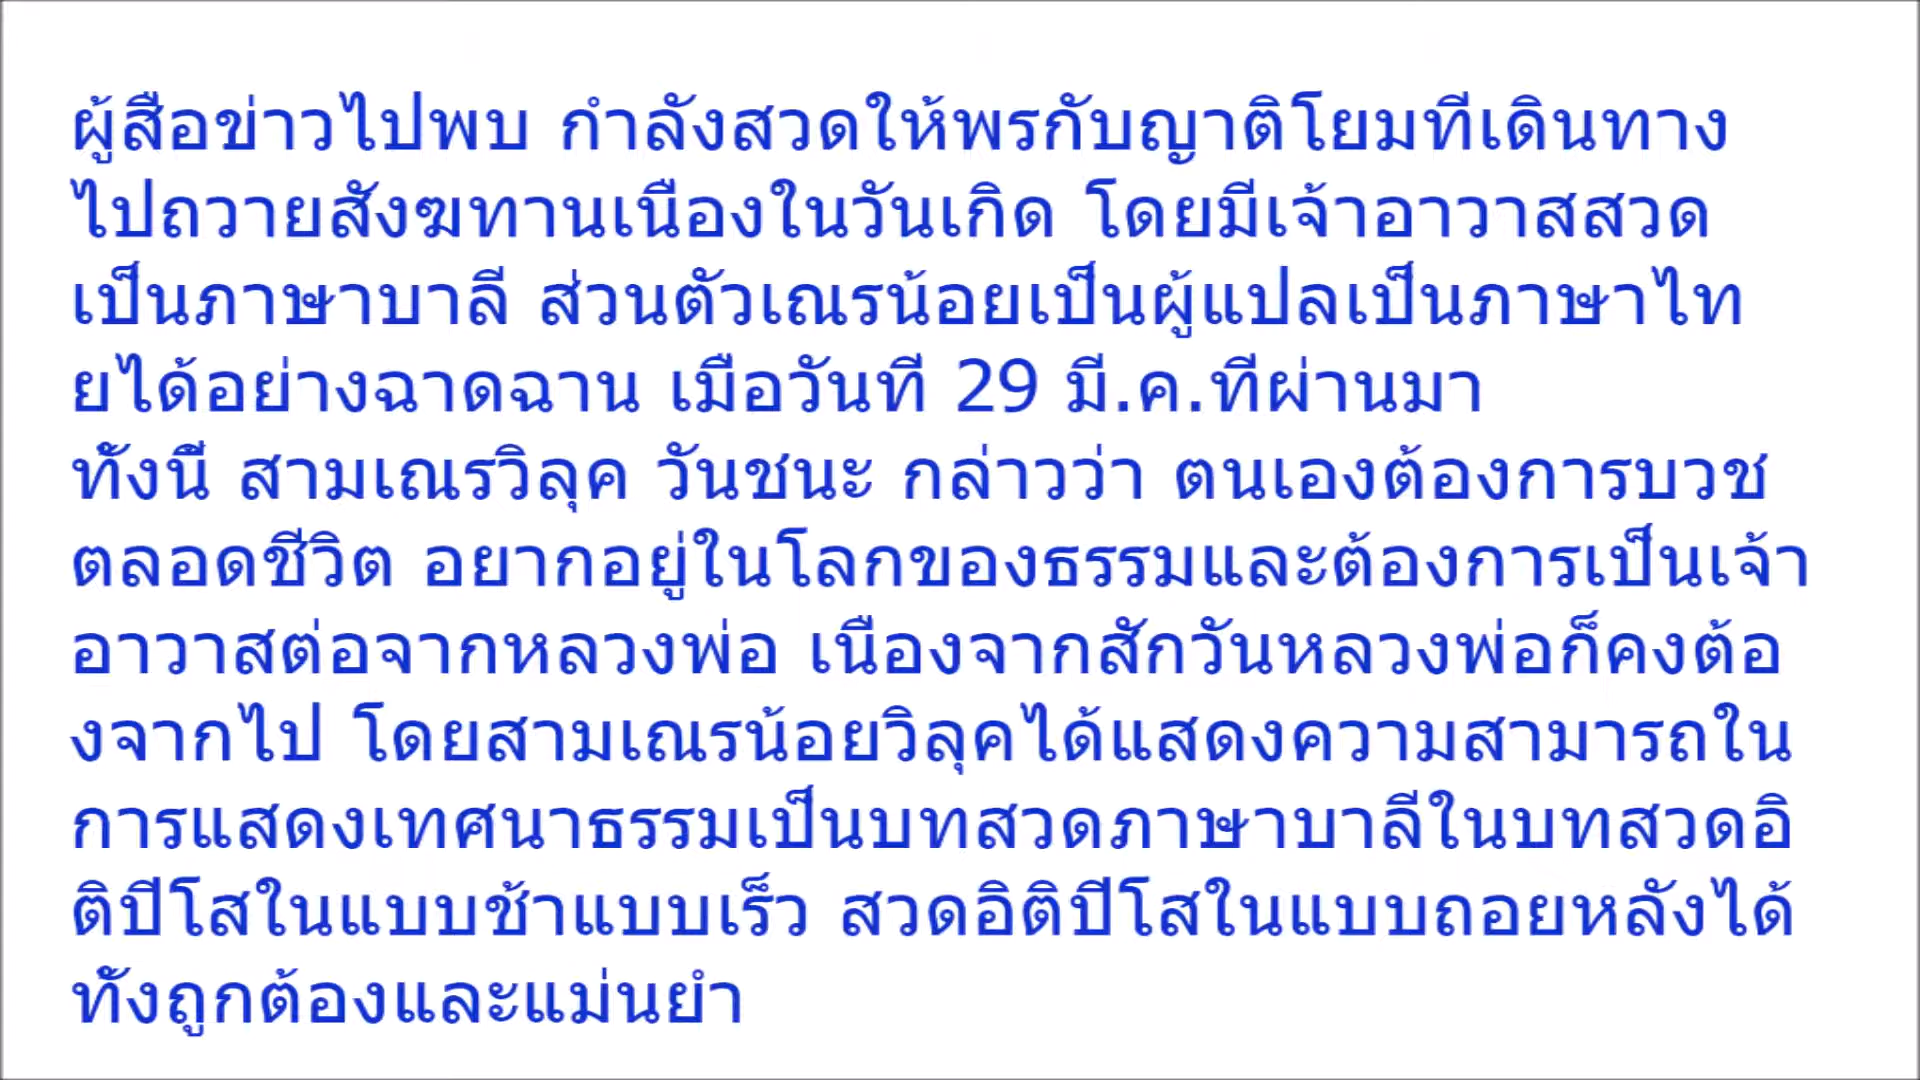 ผู้สื่อข่าวไปพบ กำลังสวดให้พรกับญาติโยมที่เดินทาง
ไปถวายสังฆทานเนื่องในวันเกิด โดยมีเจ้าอาวาสสวด
เป็นภาษาบาลี ส่วนตัวเณรน้อยเป็นผู้แปลเป็นภาษาไท
ยได้อย่างฉาดฉาน เมื่อวันที่ 29 มี.ค.ที่ผ่านมา
ทั้งนี้ สามเณรวิลุค วันชนะ กล่าวว่า ตนเองต้องการบวช
ตลอดชีวิต อยากอยู่ในโลกของธรรมและต้องการเป็นเจ้า
อาวาสต่อจากหลวงพ่อ เนื่องจากสักวันหลวงพ่อก็คงต้อ
งจากไป โดยสามเณรน้อยวิลุคได้แสดงความสามารถใน
การแสดงเทศนาธรรมเป็นบทสวดภาษาบาลีในบทสวดอิ
ติปิโสในแบบช้าแบบเร็ว สวดอิติปิโสในแบบถอยหลังได้
ทั้งถูกต้องและแม่นยำ